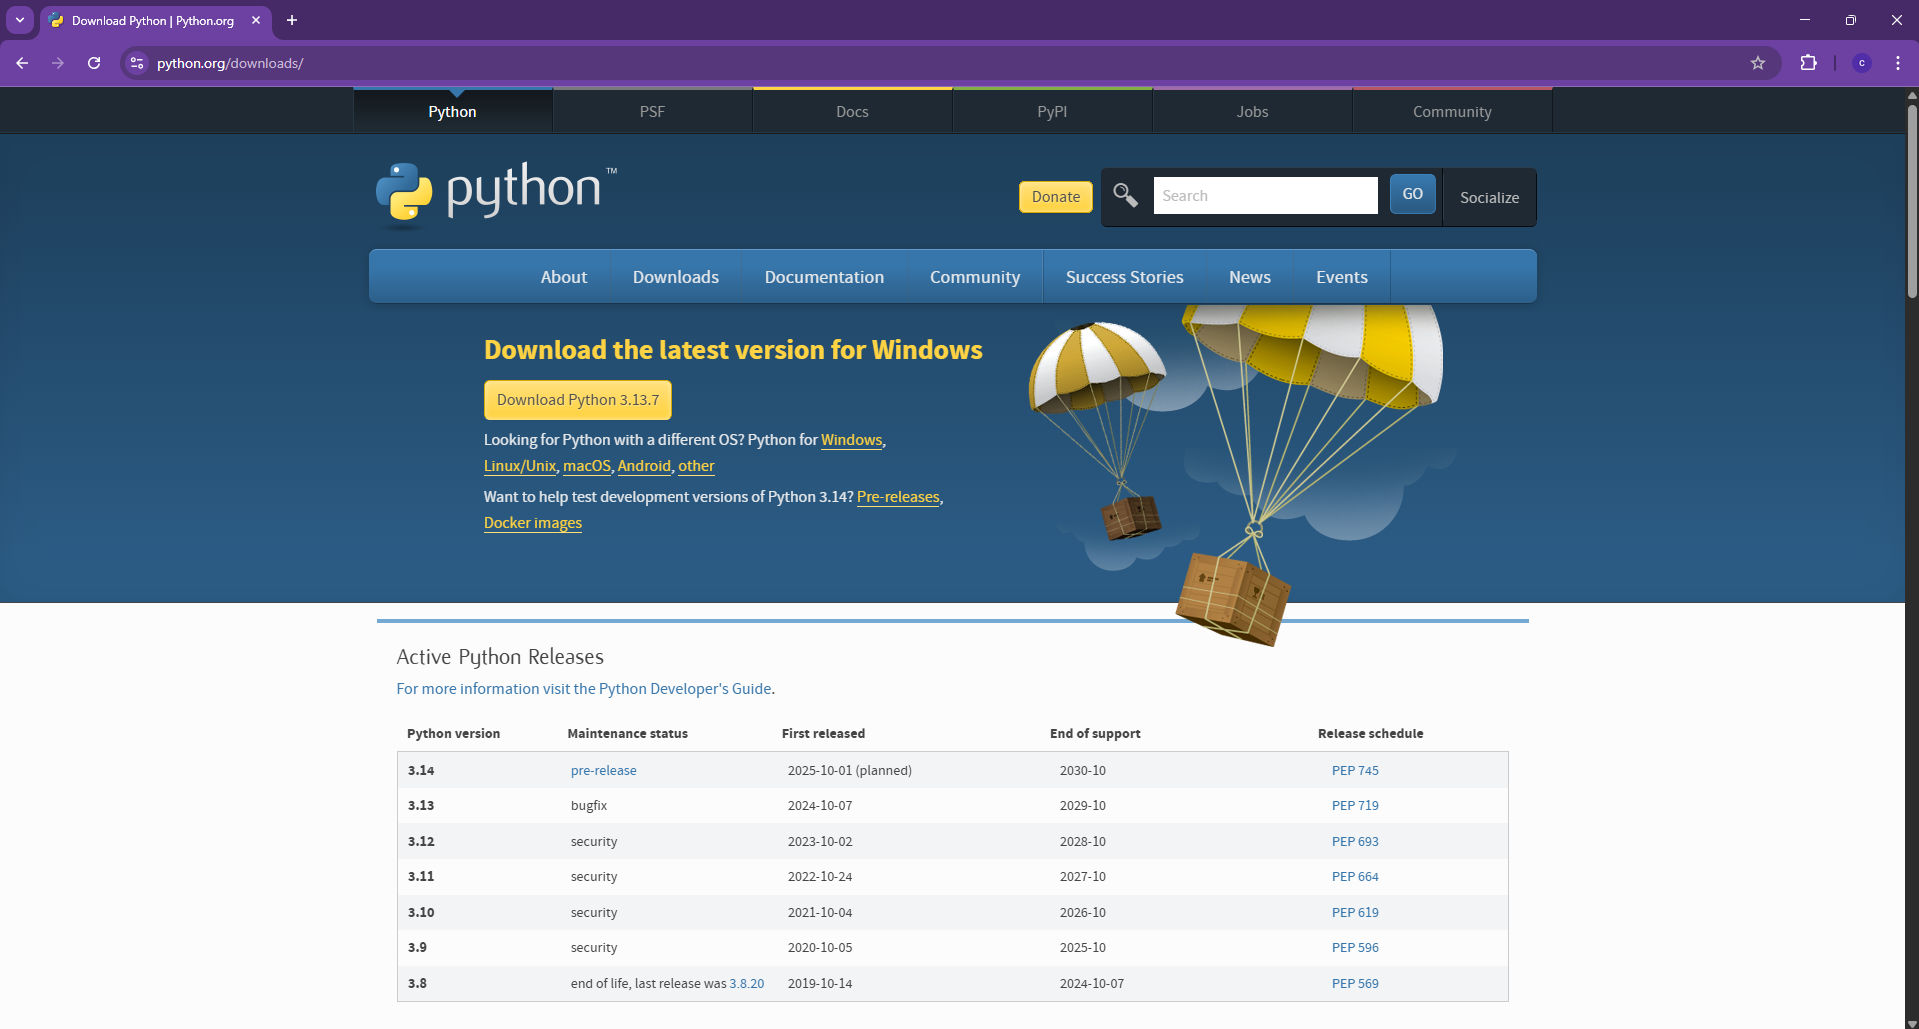 Download Python | Python.org
python.org/downloads/
C
Python
PSF
Docs
PyPI
Jobs
Community
python™
Donate
Search
GO
Socialize
About
Downloads
Documentation
Community
Success Stories
News
Events
Download the latest version for Windows
Download Python 3.13.7
Looking for Python with a different OS? Python for Windows,
Linux/Unix, macOS, Android, other
Want to help test development versions of Python 3.14? Pre-releases,
Docker images
Active Python Releases
For more information visit the Python Developer's Guide.
Python version Maintenance status First released End of support Release schedule
3.14 pre-release 2025-10-01 (planned) 2030-10 PEP 745
3.13 bugfix 2024-10-07 2029-10 PEP 719
3.12 security 2023-10-02 2028-10 PEP 693
3.11 security 2022-10-24 2027-10 PEP 664
3.10 security 2021-10-04 2026-10 PEP 619
3.9 security 2020-10-05 2025-10 PEP 596
3.8 end of life, last release was 3.8.20 2019-10-14 2024-10-07 PEP 569